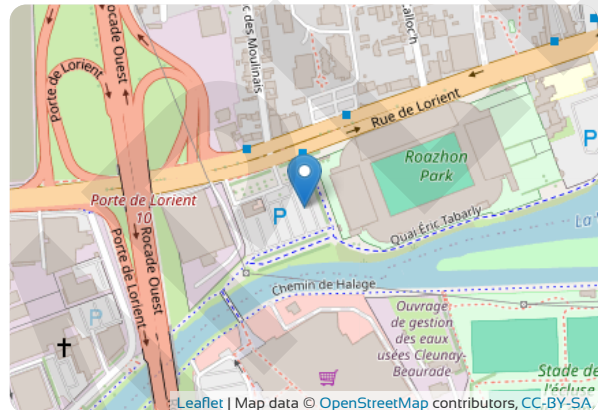 c des Moulinais
alloc'h
Rocade Ouest
Porte de Lorient
Rue de Lorient
Roazhon
Park
P
Porte de Lorient
10
P
Quai Éric Tabarly
La
Porte de Lorient
Rocade Ouest
Chemin de Halage
P
Ouvrage
de gestion
des eaux
usées Cleunay-
Beaurade
Stade de
l'écluse
Leaflet | Map data © OpenStreetMap contributors, CC-BY-SA